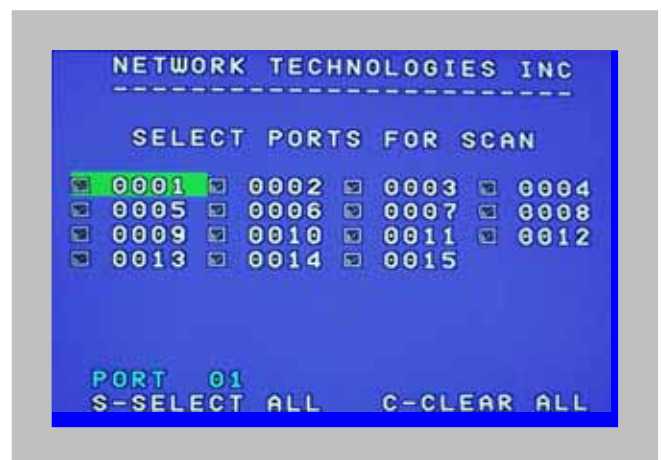 NETWORK TECHNOLOGIES INC
------------------------------
SELECT PORTS FOR SCAN
0001 0002 0003 0004
0005 0006 0007 0008
0009 0010 0011 0012
0013 0014 0015
PORT 01
S-SELECT ALL C-CLEAR ALL